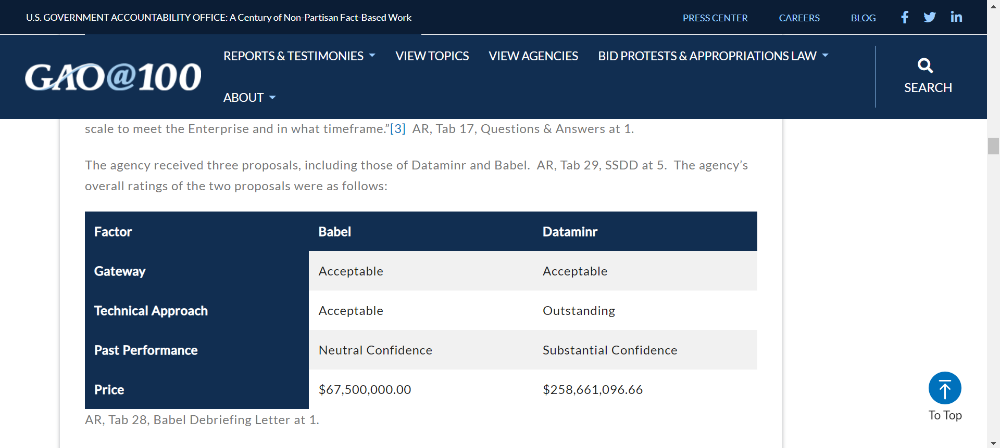 U.S. GOVERNMENT ACCOUNTABILITY OFFICE: A Century of Non-Partisan Fact-Based Work
PRESS CENTER
CAREERS
BLOG
GAO@100
REPORTS & TESTIMONIES
VIEW TOPICS
VIEW AGENCIES
BID PROTESTS & APPROPRIATIONS LAW
ABOUT
SEARCH
scale to meet the Enterprise and in what timeframe.”[3]  AR, Tab 17, Questions & Answers at 1.
The agency received three proposals, including those of Dataminr and Babel.  AR, Tab 29, SSDD at 5.  The agency’s
overall ratings of the two proposals were as follows:
Factor Babel Dataminr
Gateway Acceptable Acceptable
Technical Approach Acceptable Outstanding
Past Performance Neutral Confidence Substantial Confidence
Price $67,500,000.00 $258,661,096.66
AR, Tab 28, Babel Debriefing Letter at 1.
To Top